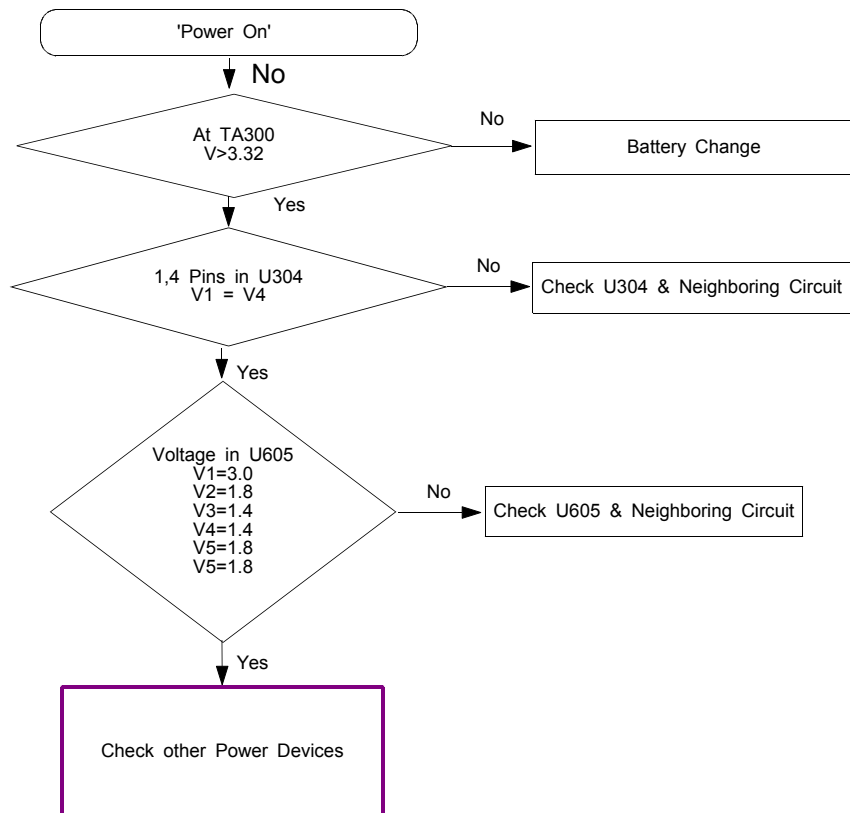 'Power On'
No
At TA300
V>3.32
No
Battery Change
Yes
1,4 Pins in U304
V1 = V4
No
Check U304 & Neighboring Circuit
Yes
Voltage in U605
V1=3.0
V2=1.8
V3=1.4
V4=1.4
V5=1.8
V5=1.8
No
Check U605 & Neighboring Circuit
Yes
Check other Power Devices